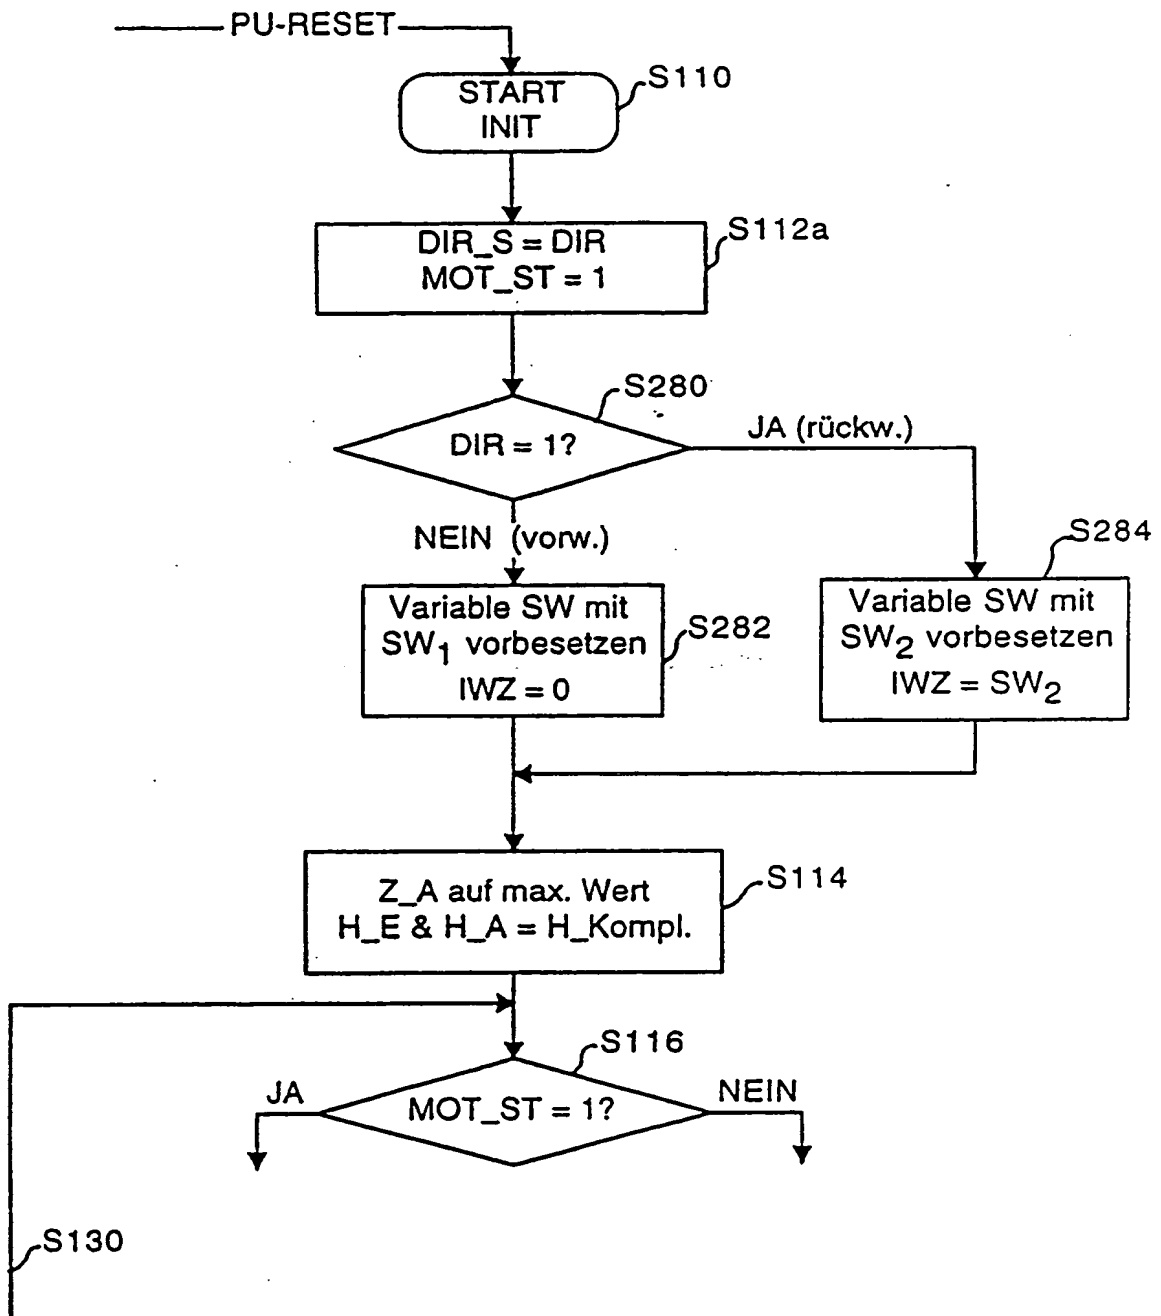 PU-RESET
START
INIT
S110
DIR_S = DIR
MOT_ST = 1
S112a
S280
DIR = 1?
JA (rückw.)
NEIN (vorw.)
Variable SW mit
SW1 vorbesetzen
IWZ = 0
S282
S284
Variable SW mit
SW2 vorbesetzen
IWZ = SW2
Z_A auf max. Wert
H_E & H_A = H_Kompl.
S114
S116
JA
MOT_ST = 1?
NEIN
S130